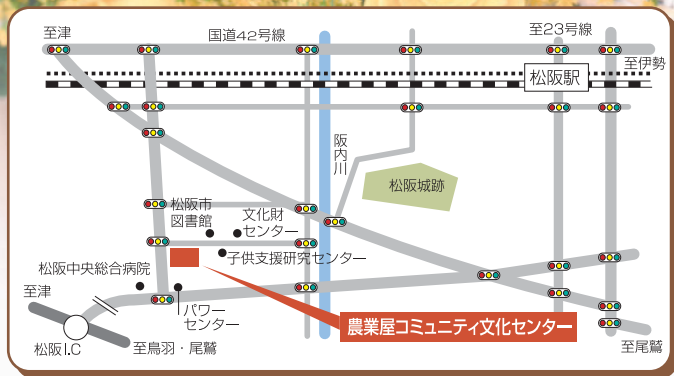 至津
国道42号線
至23号線
至伊勢
松阪駅
阪内川
松阪城跡
松阪市
図書館
文化財
センター
子供支援研究センター
松阪中央総合病院
至津
パワー
センター
農業屋コミュニティ文化センター
松阪I.C
至鳥羽・尾鷲
至尾鷲